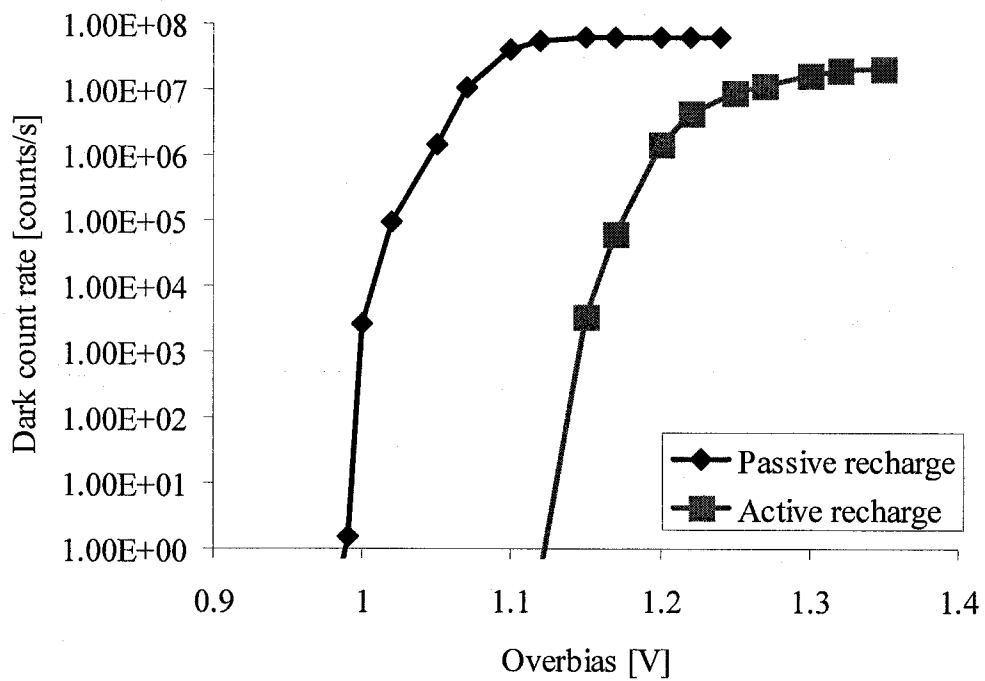 Dark count rate [counts/s]
1.00E+08
1.00E+07
1.00E+06
1.00E+05
1.00E+04
1.00E+03
1.00E+02
1.00E+01
1.00E+00
0.9 1 1.1 1.2 1.3 1.4
Overbias [V]
Passive recharge
Active recharge